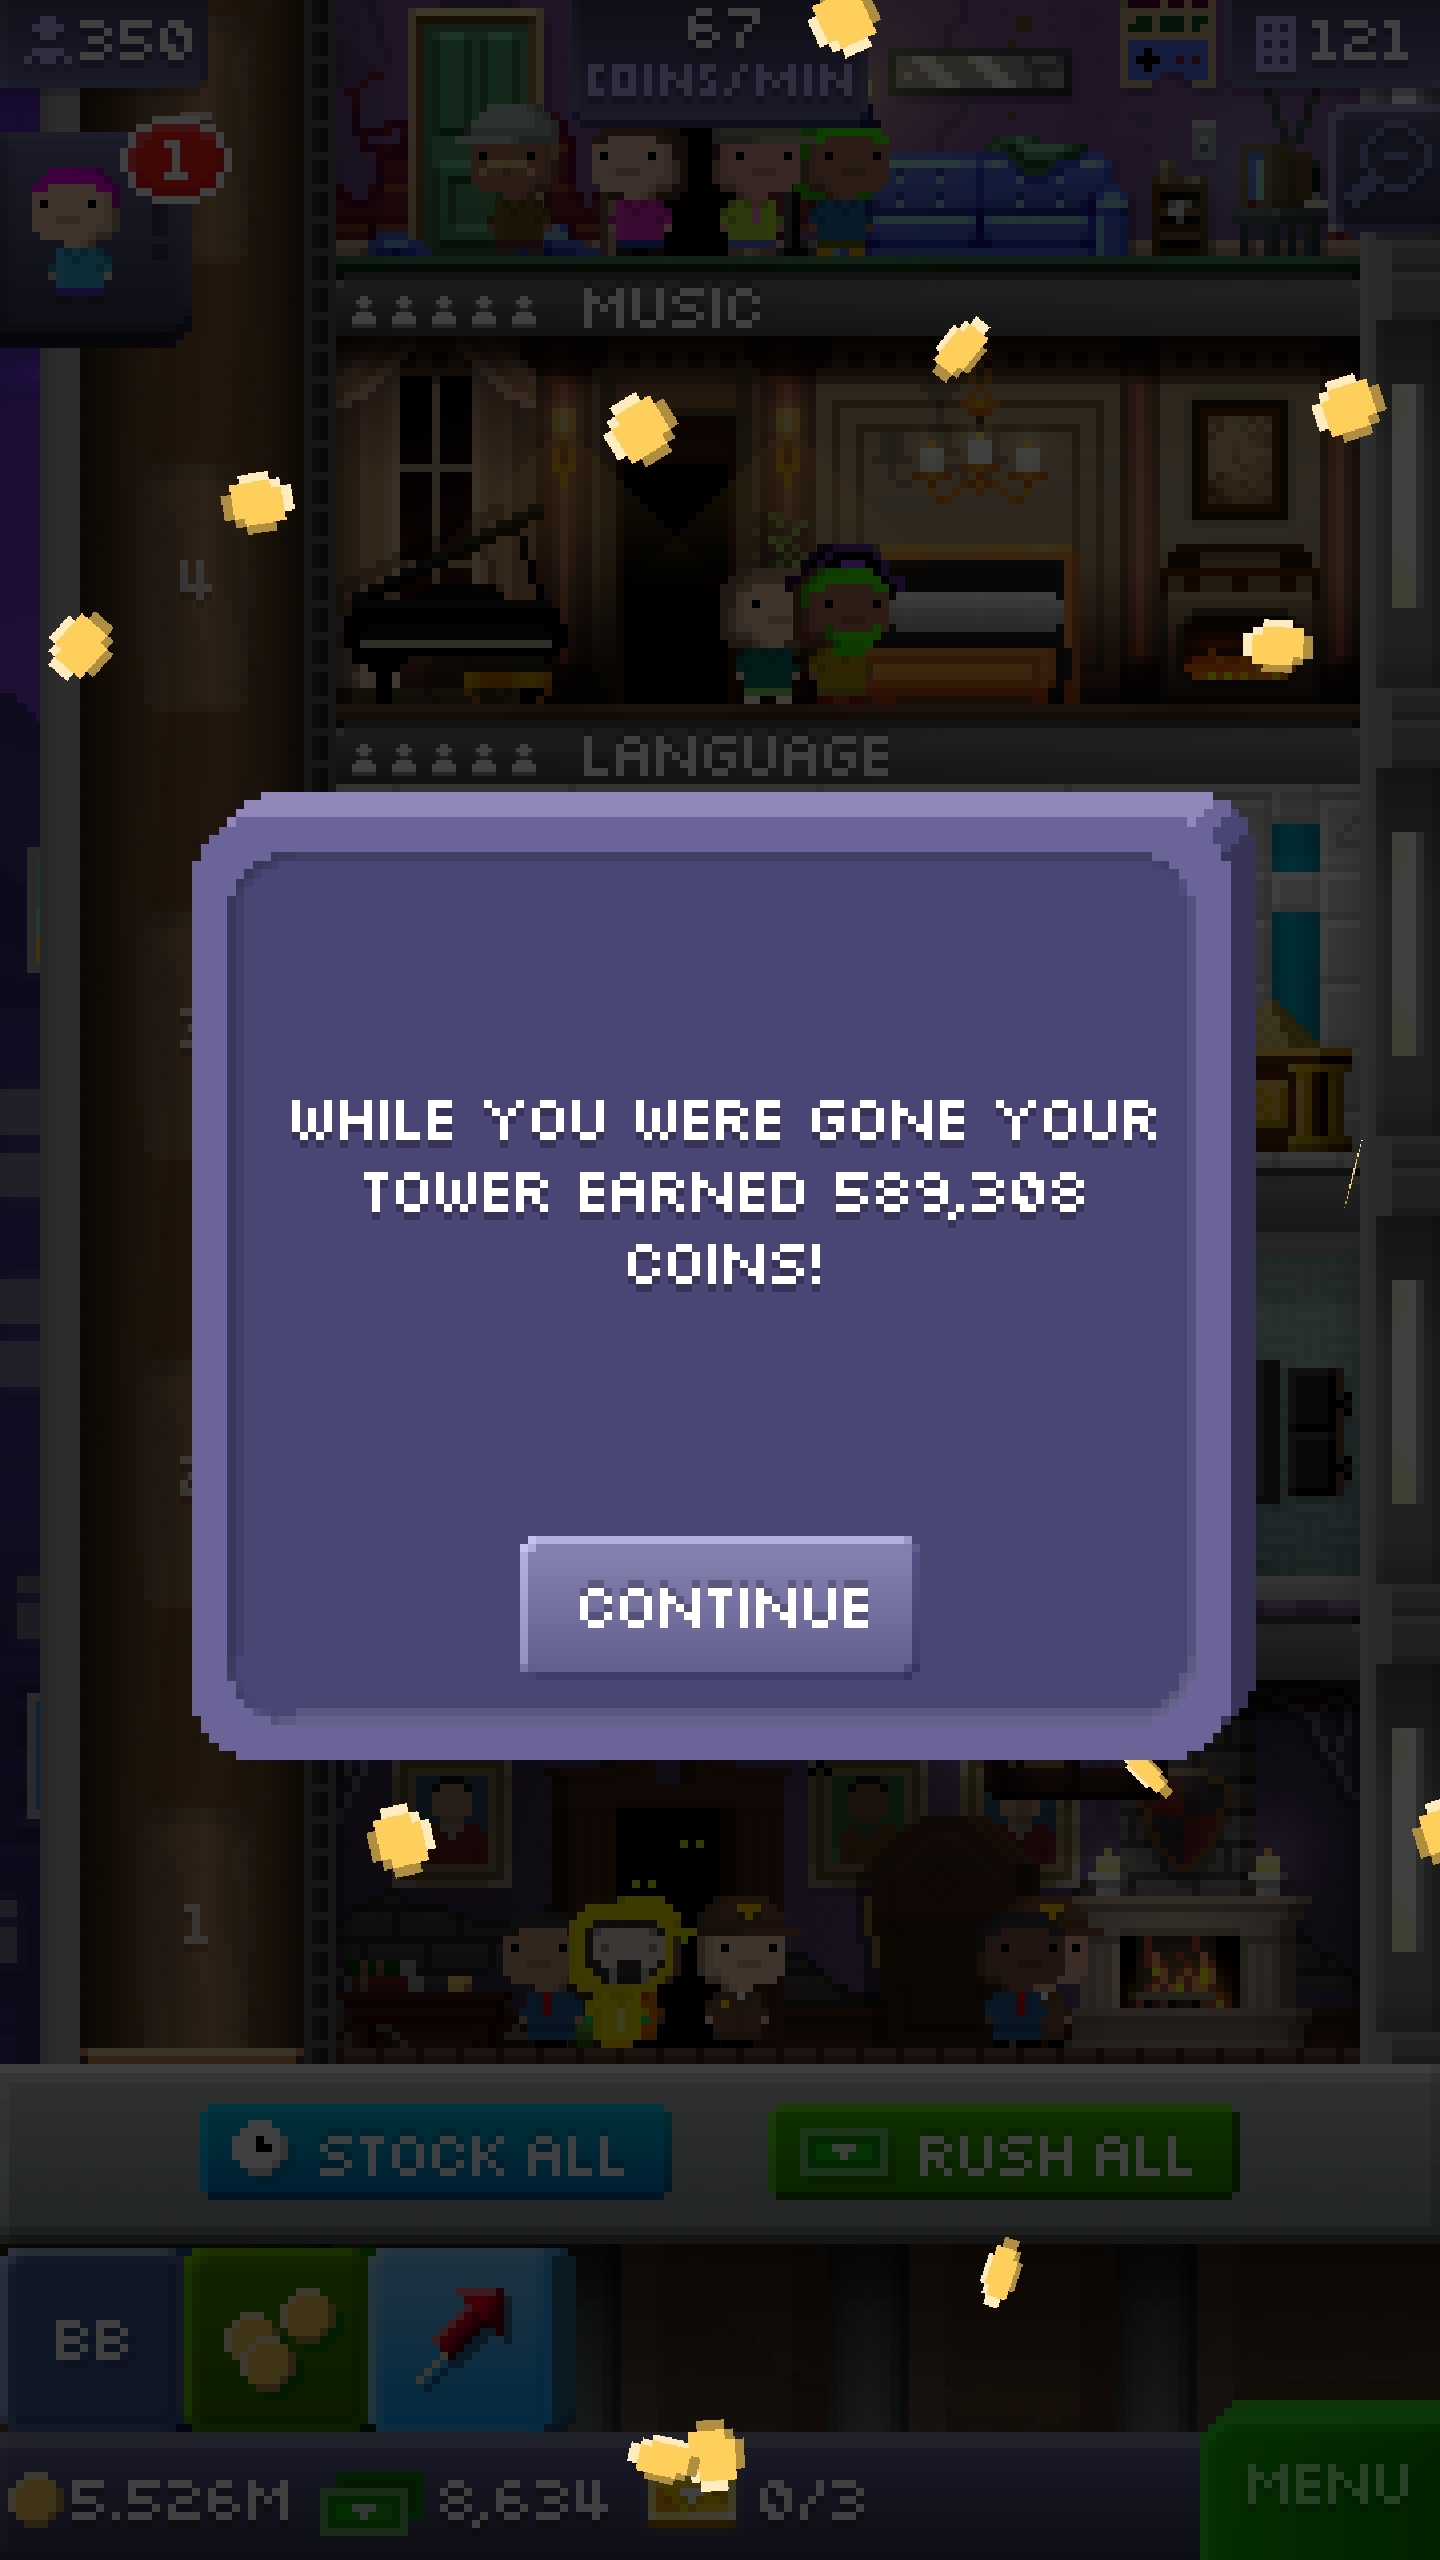 350
67
COINS/MIN
121
1
MUSIC
4
LANGUAGE
WHILE YOU WERE GONE YOUR
TOWER EARNED 589,308
COINS!
CONTINUE
1
STOCK ALL
RUSH ALL
BB
5.526M
8,634
0/3
MENU